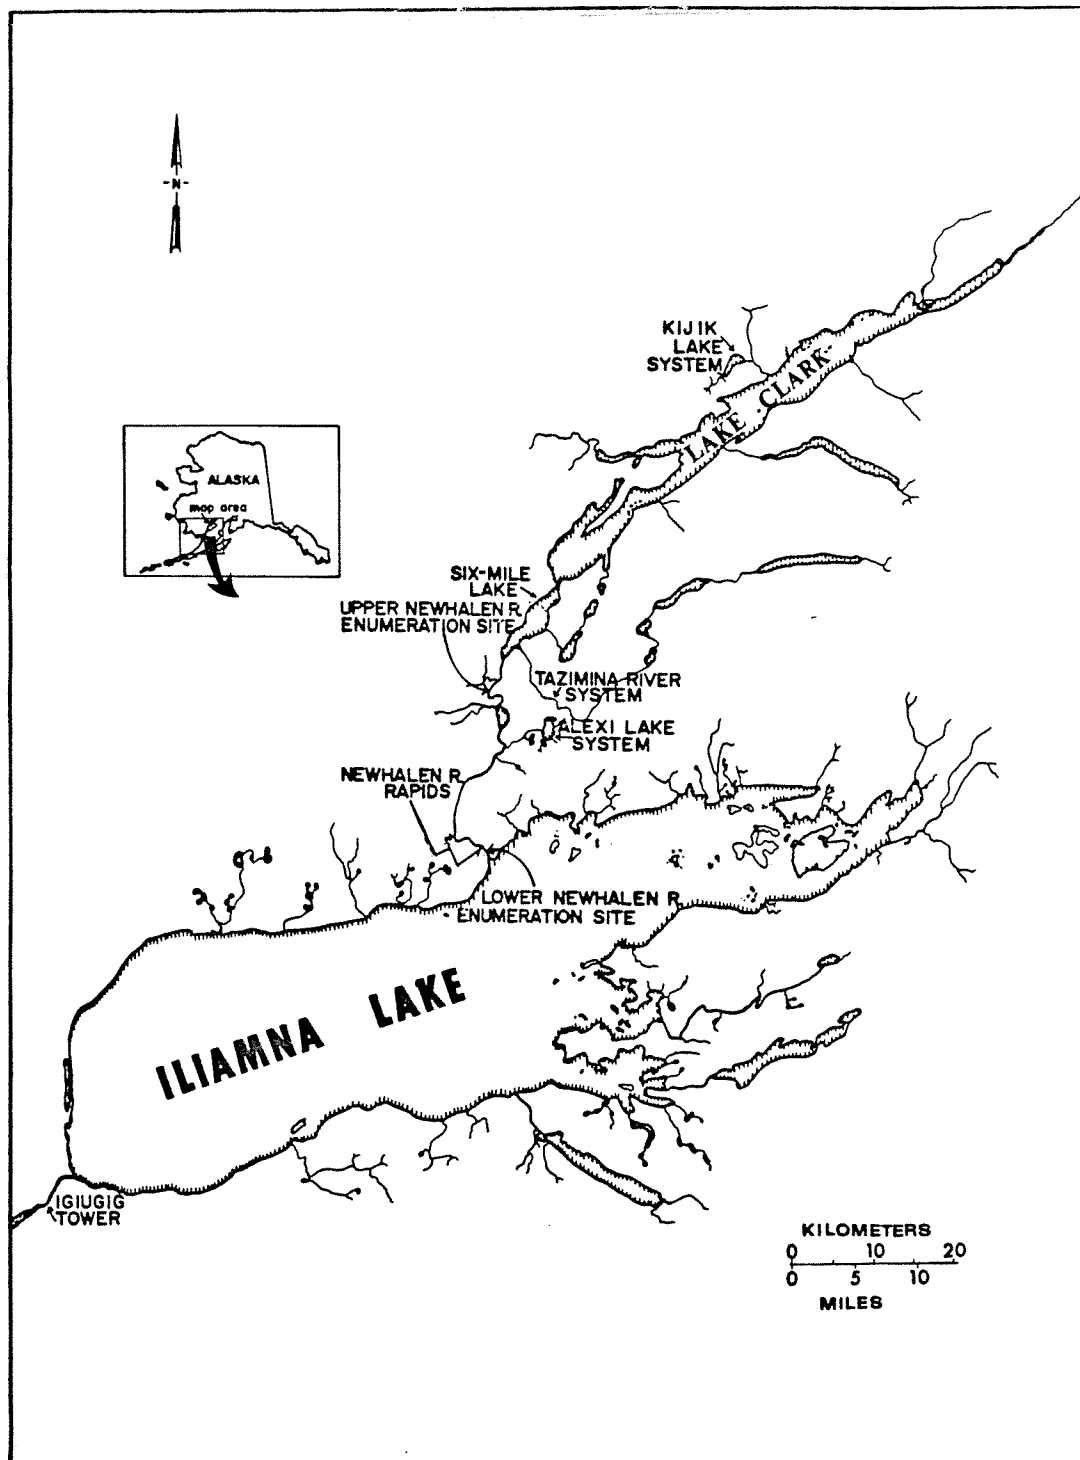 -N-
KIJIK
LAKE
SYSTEM
LAKE CLARK
ALASKA
map area
SIX-MILE
LAKE
UPPER NEWHALEN R.
ENUMERATION SITE
TAZIMINA RIVER
SYSTEM
ALEXI LAKE
SYSTEM
NEWHALEN R.
RAPIDS
LOWER NEWHALEN R.
ENUMERATION SITE
ILIAMNA LAKE
IGIUGIG
TOWER
KILOMETERS
0 10 20
0 5 10
MILES